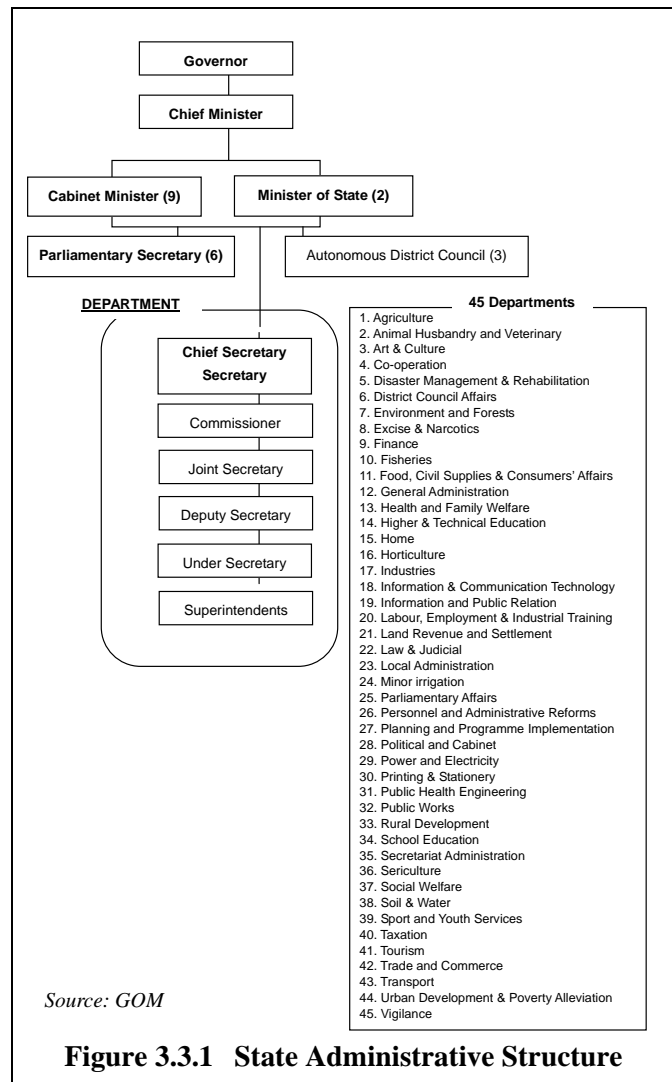 Governor
Chief Minister
Cabinet Minister (9)
Minister of State (2)
Parliamentary Secretary (6)
Autonomous District Council (3)
DEPARTMENT
Chief Secretary
Secretary
Commissioner
Joint Secretary
Deputy Secretary
Under Secretary
Superintendents
45 Departments
1. Agriculture
2. Animal Husbandry and Veterinary
3. Art & Culture
4. Co-operation
5. Disaster Management & Rehabilitation
6. District Council Affairs
7. Environment and Forests
8. Excise & Narcotics
9. Finance
10. Fisheries
11. Food, Civil Supplies & Consumers' Affairs
12. General Administration
13. Health and Family Welfare
14. Higher & Technical Education
15. Home
16. Horticulture
17. Industries
18. Information & Communication Technology
19. Information and Public Relation
20. Labour, Employment & Industrial Training
21. Land Revenue and Settlement
22. Law & Judicial
23. Local Administration
24. Minor irrigation
25. Parliamentary Affairs
26. Personnel and Administrative Reforms
27. Planning and Programme Implementation
28. Political and Cabinet
29. Power and Electricity
30. Printing & Stationery
31. Public Health Engineering
32. Public Works
33. Rural Development
34. School Education
35. Secretariat Administration
36. Sericulture
37. Social Welfare
38. Soil & Water
39. Sport and Youth Services
40. Taxation
41. Tourism
42. Trade and Commerce
43. Transport
44. Urban Development & Poverty Alleviation
45. Vigilance
Source: GOM
Figure 3.3.1 State Administrative Structure